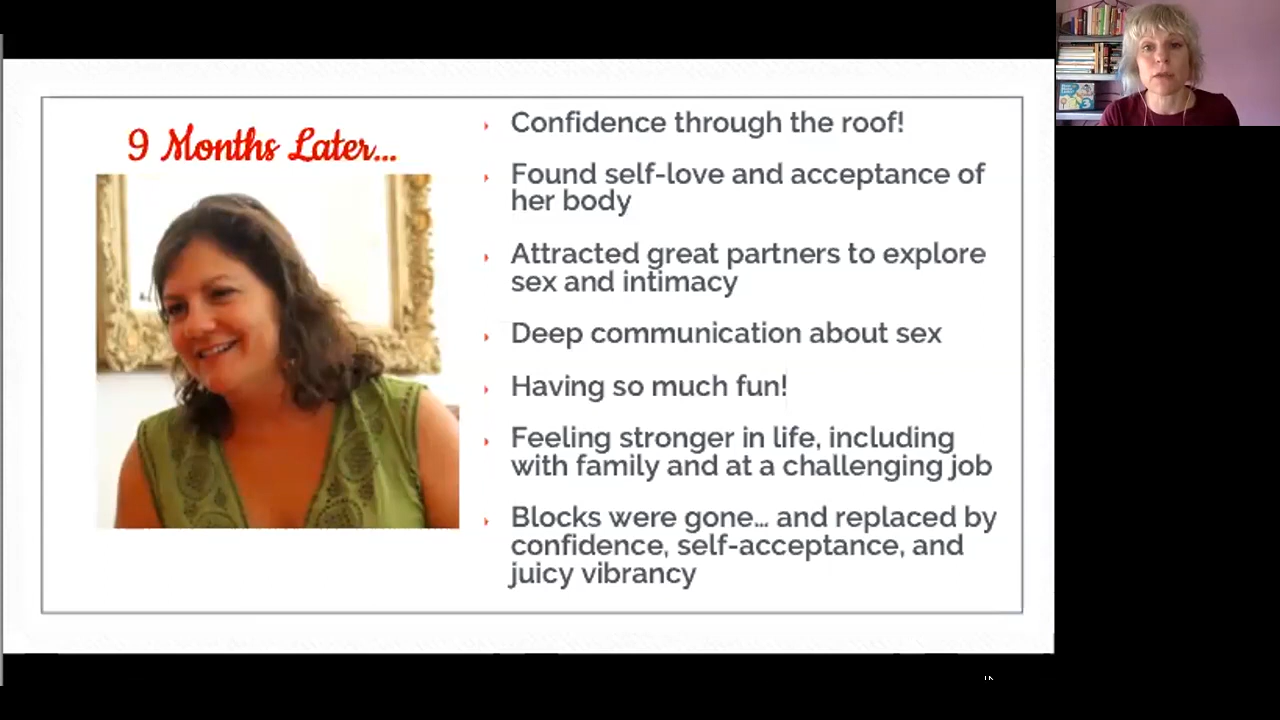 9 Months Later...
Confidence through the roof!
Found self-love and acceptance of
her body
Attracted great partners to explore
sex and intimacy
Deep communication about sex
Having so much fun!
Feeling stronger in life, including
with family and at a challenging job
Blocks were gone... and replaced by
confidence, self-acceptance, and
juicy vibrancy